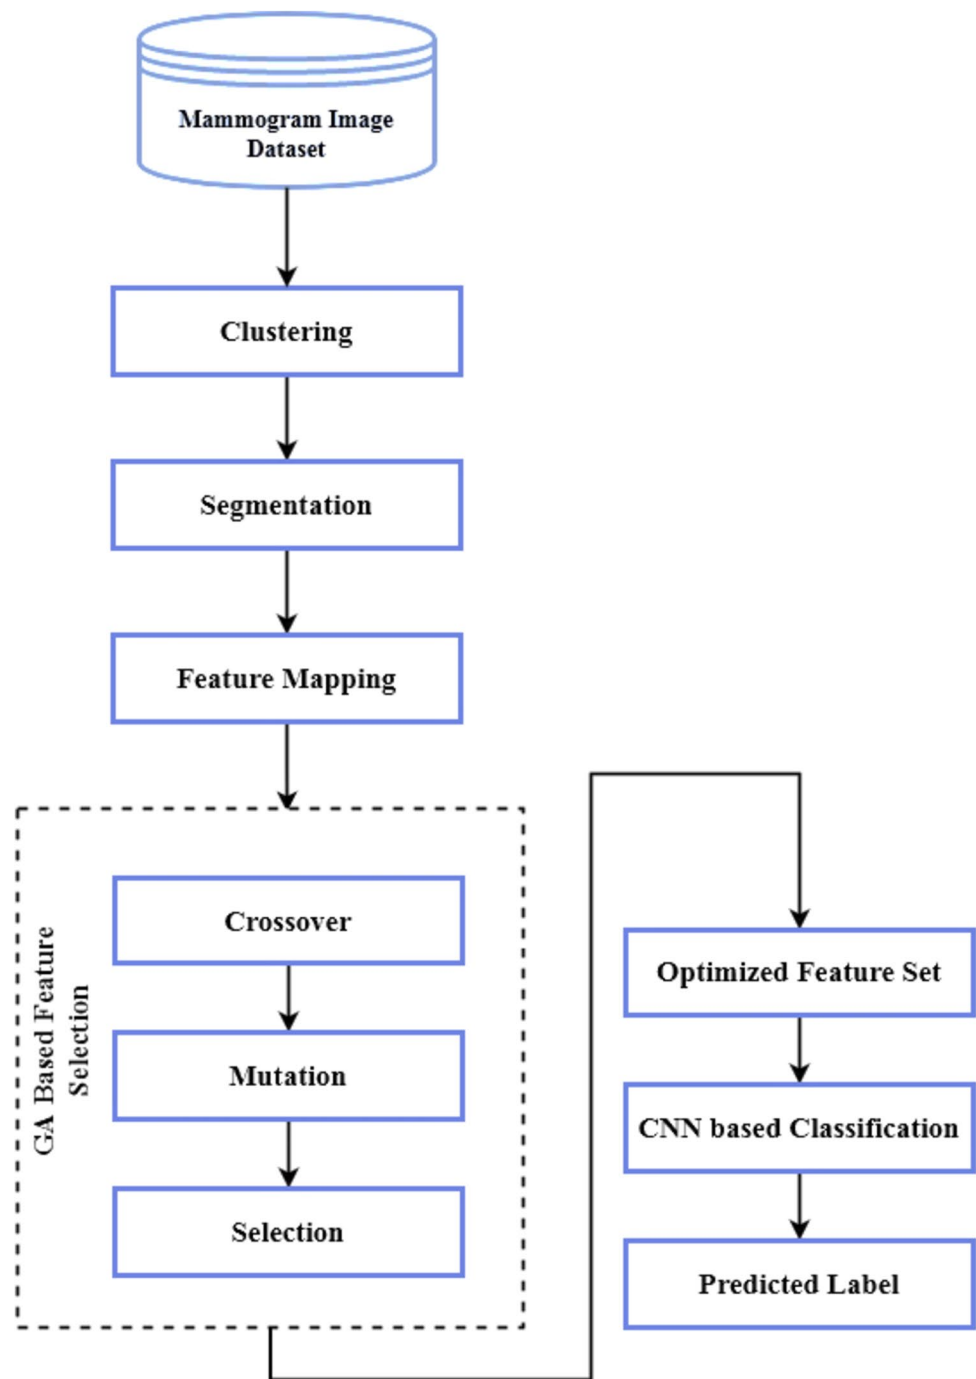 Mammogram Image
Dataset
Clustering
Segmentation
Feature Mapping
GA Based Feature
Selection
Crossover
Mutation
Selection
Optimized Feature Set
CNN based Classification
Predicted Label